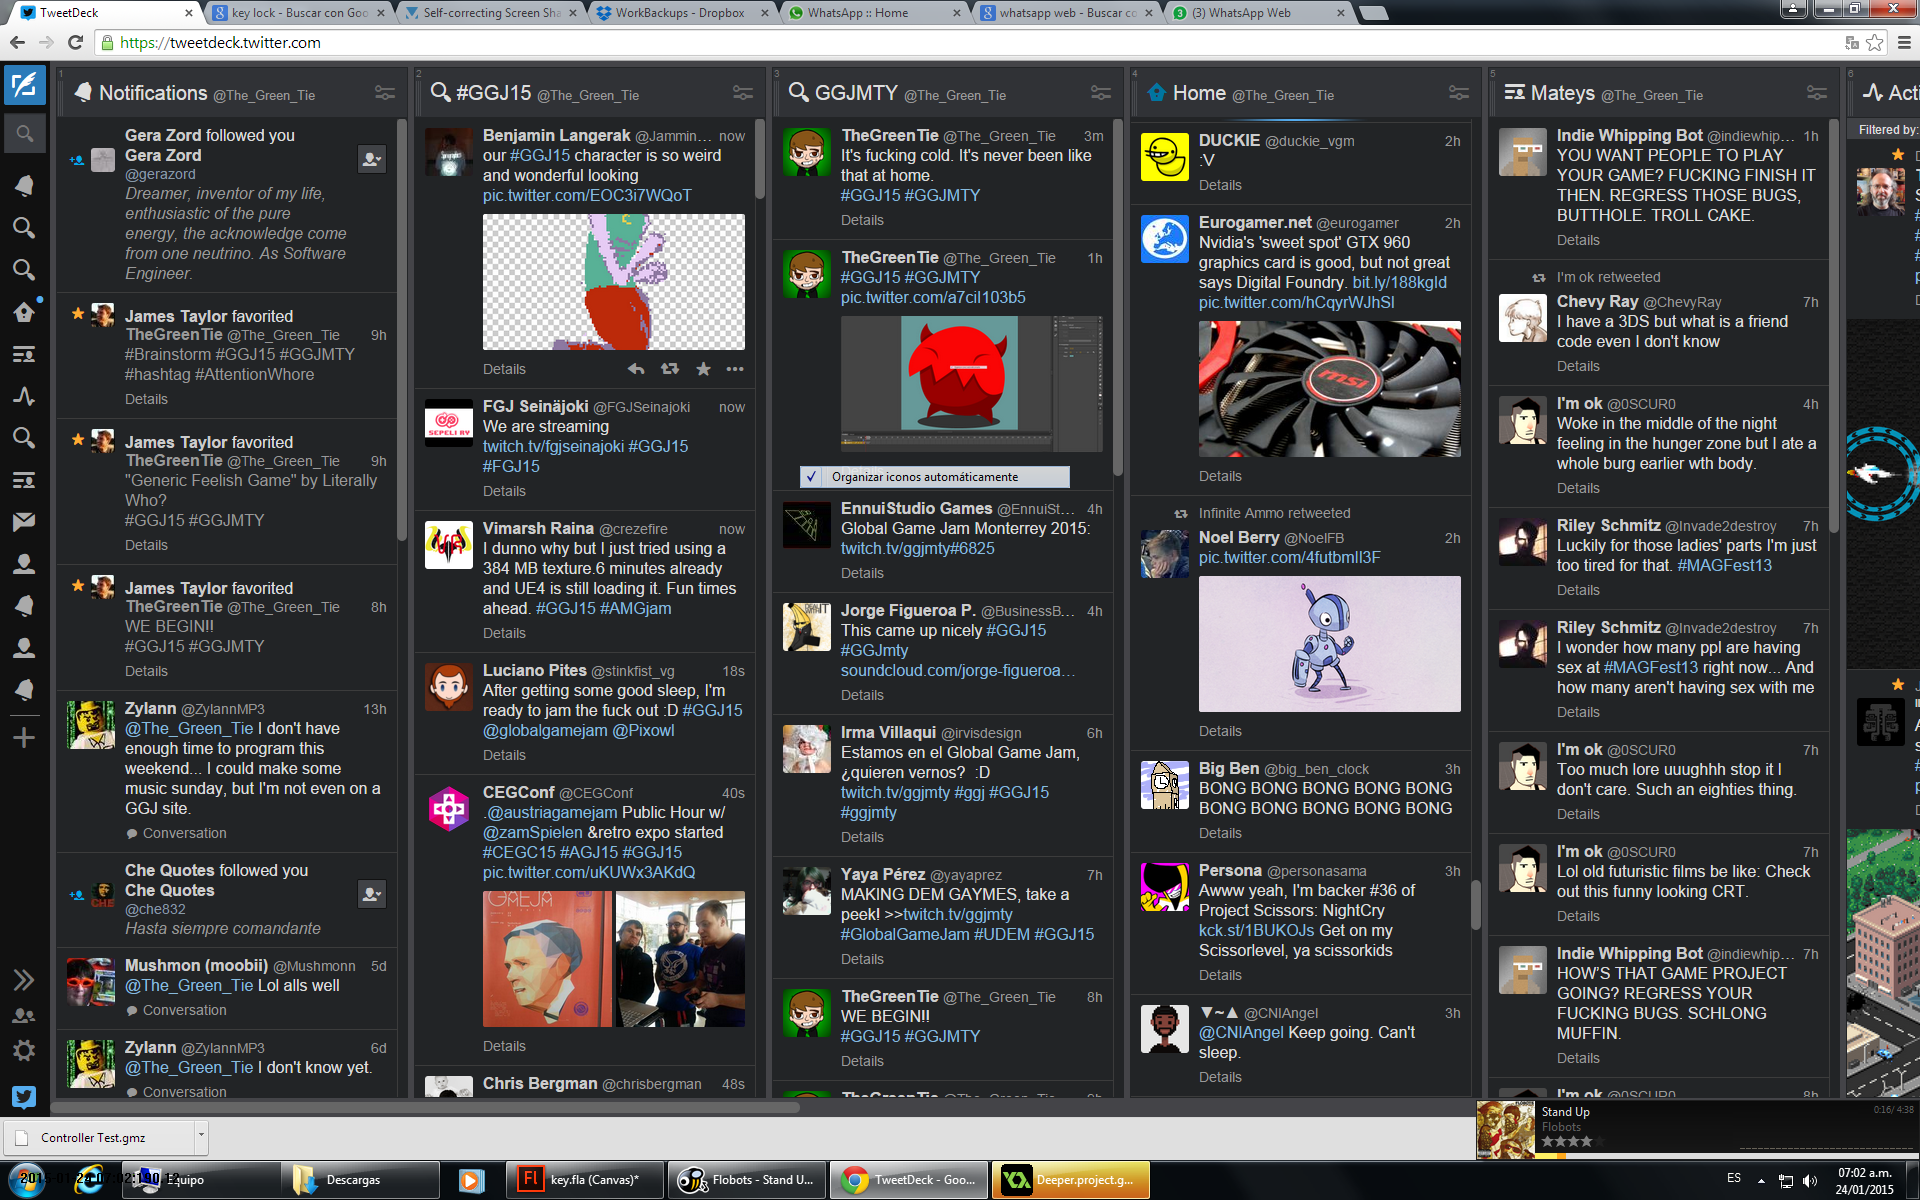 TweetDeck
key lock - Buscar con Goo
Self-correcting Screen Sha
WorkBackups - Dropbox
WhatsApp :: Home
whatsapp web - Buscar co
(3) WhatsApp Web
https://tweetdeck.twitter.com
1
Notifications @The_Green_Tie
Gera Zord followed you
Gera Zord
@gerazord
Dreamer, inventor of my life,
enthusiastic of the pure
energy, the acknowledge come
from one neutrino. As Software
Engineer.
James Taylor favorited
TheGreenTie @The_Green_Tie 9h
#Brainstorm #GGJ15 #GGJMTY
#hashtag #AttentionWhore
Details
James Taylor favorited
TheGreenTie @The_Green_Tie 9h
"Generic Feelish Game" by Literally
Who?
#GGJ15 #GGJMTY
Details
James Taylor favorited
TheGreenTie @The_Green_Tie 8h
WE BEGIN!!
#GGJ15 #GGJMTY
Details
Zylann @ZylannMP3 13h
@The_Green_Tie I don't have
enough time to program this
weekend... I could make some
music sunday, but I'm not even on a
GGJ site.
Conversation
Che Quotes followed you
Che Quotes
@che832
Hasta siempre comandante
Mushmon (moobii) @Mushmonn 5d
@The_Green_Tie Lol alls well
Conversation
Zylann @ZylannMP3 6d
@The_Green_Tie I don't know yet.
Conversation
2
#GGJ15 @The_Green_Tie
Benjamin Langerak @Jammin... now
our #GGJ15 character is so weird
and wonderful looking
pic.twitter.com/EOC3i7WQoT
Details
FGJ Seinäjoki @FGJSeinajoki now
We are streaming
twitch.tv/fgjseinajoki #GGJ15
#FGJ15
Details
Vimarsh Raina @crezefire now
I dunno why but I just tried using a
384 MB texture.6 minutes already
and UE4 is still loading it. Fun times
ahead. #GGJ15 #AMGjam
Details
Luciano Pites @stinkfist_vg 18s
After getting some good sleep, I'm
ready to jam the fuck out :D #GGJ15
@globalgamejam @Pixowl
Details
CEGConf @CEGConf 40s
.@austriagamejam Public Hour w/
@zamSpielen &retro expo started
#CEGC15 #AGJ15 #GGJ15
pic.twitter.com/uKUWx3AKdQ
Details
Chris Bergman @chrisbergman 48s
3
GGJMTY @The_Green_Tie
TheGreenTie @The_Green_Tie 3m
It's fucking cold. It's never been like
that at home.
#GGJ15 #GGJMTY
Details
TheGreenTie @The_Green_Tie 1h
#GGJ15 #GGJMTY
pic.twitter.com/a7cil103b5
Organizar iconos automáticamente
EnnuiStudio Games @EnnuiSt... 4h
Global Game Jam Monterrey 2015:
twitch.tv/ggjmty#6825
Details
Jorge Figueroa P. @BusinessB... 4h
This came up nicely #GGJ15
#GGJmty
soundcloud.com/jorge-figueroa...
Details
Irma Villaqui @irvisdesign 6h
Estamos en el Global Game Jam,
¿quieren vernos? :D
twitch.tv/ggjmty #ggj #GGJ15
#ggjmty
Details
Yaya Pérez @yayaprez 7h
MAKING DEM GAYMES, take a
peek! >>twitch.tv/ggjmty
#GlobalGameJam #UDEM #GGJ15
Details
TheGreenTie @The_Green_Tie 8h
WE BEGIN!!
#GGJ15 #GGJMTY
Details
4
Home @The_Green_Tie
DUCKIE @duckie_vgm 2h
:V
Details
Eurogamer.net @eurogamer 2h
Nvidia's 'sweet spot' GTX 960
graphics card is good, but not great
says Digital Foundry. bit.ly/188kgld
pic.twitter.com/hCqyrWJhSI
msi
Details
Infinite Ammo retweeted
Noel Berry @NoelFB 2h
pic.twitter.com/4futbmIl3F
Details
Big Ben @big_ben_clock 3h
BONG BONG BONG BONG BONG
BONG BONG BONG BONG BONG
Details
Persona @personasama 3h
Awww yeah, I'm backer #36 of
Project Scissors: NightCry
kck.st/1BUKOJs Get on my
Scissorlevel, ya scissorkids
Details
▼~▲ @CNIAngel 3h
@CNIAngel Keep going. Can't
sleep.
Details
5
Mateys @The_Green_Tie
Indie Whipping Bot @indiewhip... 1h
YOU WANT PEOPLE TO PLAY
YOUR GAME? FUCKING FINISH IT
THEN. REGRESS THOSE BUGS,
BUTTHOLE. TROLL CAKE.
Details
I'm ok retweeted
Chevy Ray @ChevyRay 7h
I have a 3DS but what is a friend
code even I don't know
Details
I'm ok @0SCUR0 4h
Woke in the middle of the night
feeling in the hunger zone but I ate a
whole burg earlier wth body.
Details
Riley Schmitz @Invade2destroy 7h
Luckily for those ladies' parts I'm just
too tired for that. #MAGFest13
Details
Riley Schmitz @Invade2destroy 7h
I wonder how many ppl are having
sex at #MAGFest13 right now... And
how many aren't having sex with me
Details
I'm ok @0SCUR0 7h
Too much lore uuughhh stop it I
don't care. Such an eighties thing.
Details
I'm ok @0SCUR0 7h
Lol old futuristic films be like: Check
out this funny looking CRT.
Details
Indie Whipping Bot @indiewhip... 7h
HOW'S THAT GAME PROJECT
GOING? REGRESS YOUR
FUCKING BUGS. SCHLONG
MUFFIN.
Details
I'm ok @0SCUR0 8h
6
Acti
Filtered by:
Controller Test.gmz
Stand Up
Flobots
0:16/ 4:38
Equipo
Descargas
key.fla (Canvas)*
Flobots - Stand U...
TweetDeck - Goo...
Deeper.project.g...
ES
07:02 a.m.
24/01/2015